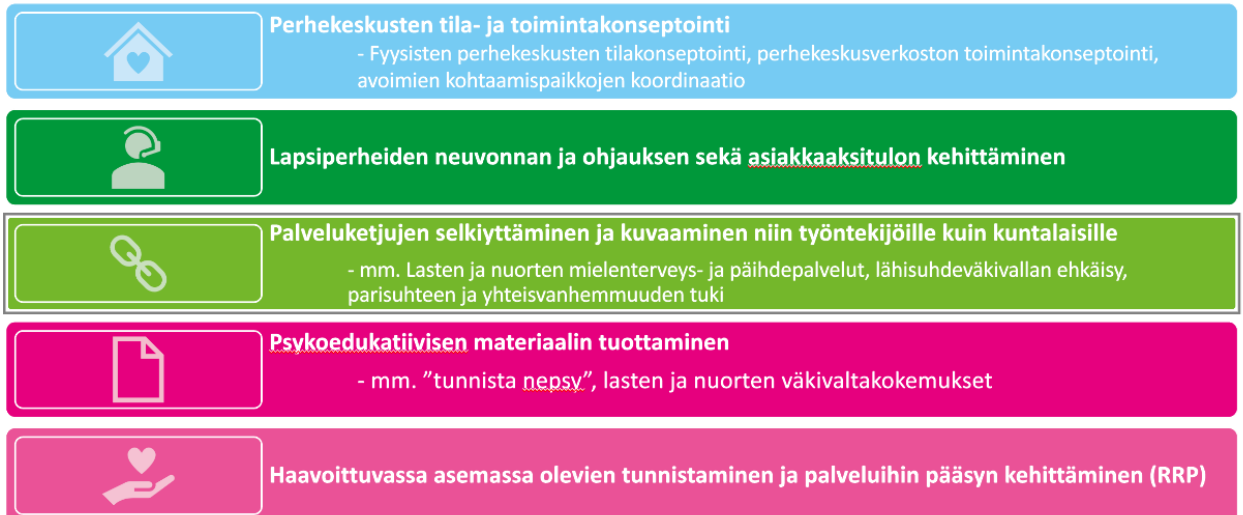 Perhekeskusten tila- ja toimintakonseptointi
- Fyysisten perhekeskusten tilakonseptointi, perhekeskusverkoston toimintakonseptointi,
avoimien kohtaamispaikkojen koordinaatio
Lapsiperheiden neuvonnan ja ohjauksen sekä asiakkaaksitulon kehittäminen
Palveluketjujen selkiyttäminen ja kuvaaminen niin työntekijöille kuin kuntalaisille
- mm. Lasten ja nuorten mielenterveys- ja päihdepalvelut, lähisuhdeväkivallan ehkäisy,
parisuhteen ja yhteisvanhemmuuden tuki
Psykoedukatiivisen materiaalin tuottaminen
- mm. ”tunnista nepsy”, lasten ja nuorten väkivaltakokemukset
Haavoittuvassa asemassa olevien tunnistaminen ja palveluihin pääsyn kehittäminen (RRP)